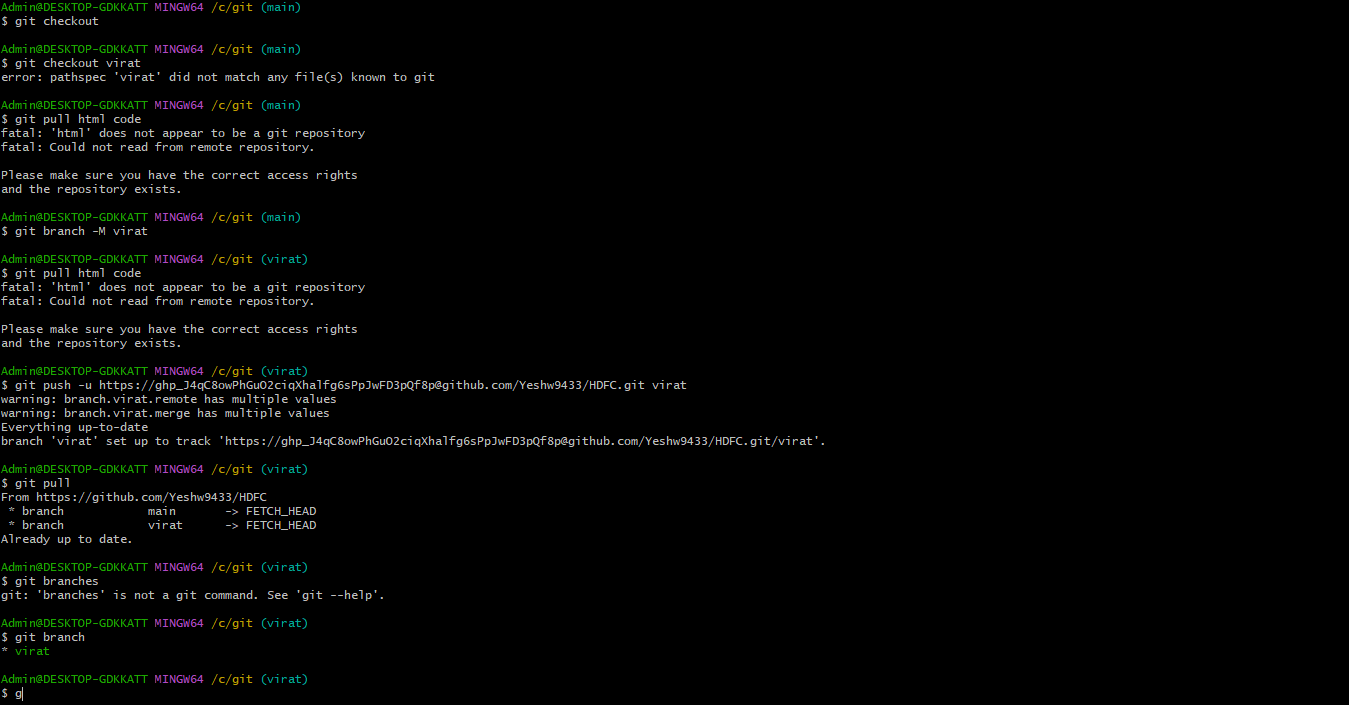 Admin@DESKTOP-GDKKATT MINGW64 /c/git (main)
$ git checkout
Admin@DESKTOP-GDKKATT MINGW64 /c/git (main)
$ git checkout virat
error: pathspec 'virat' did not match any file(s) known to git
Admin@DESKTOP-GDKKATT MINGW64 /c/git (main)
$ git pull html code
fatal: 'html' does not appear to be a git repository
fatal: Could not read from remote repository.
Please make sure you have the correct access rights
and the repository exists.
Admin@DESKTOP-GDKKATT MINGW64 /c/git (main)
$ git branch -M virat
Admin@DESKTOP-GDKKATT MINGW64 /c/git (virat)
$ git pull html code
fatal: 'html' does not appear to be a git repository
fatal: Could not read from remote repository.
Please make sure you have the correct access rights
and the repository exists.
Admin@DESKTOP-GDKKATT MINGW64 /c/git (virat)
$ git push -u https://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@github.com/Yeshw9433/HDFC.git virat
warning: branch.virat.remote has multiple values
warning: branch.virat.merge has multiple values
Everything up-to-date
branch 'virat' set up to track 'https://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@github.com/Yeshw9433/HDFC.git/virat'.
Admin@DESKTOP-GDKKATT MINGW64 /c/git (virat)
$ git pull
From https://github.com/Yeshw9433/HDFC
 * branch            main       -> FETCH_HEAD
 * branch            virat      -> FETCH_HEAD
Already up to date.
Admin@DESKTOP-GDKKATT MINGW64 /c/git (virat)
$ git branches
git: 'branches' is not a git command. See 'git --help'.
Admin@DESKTOP-GDKKATT MINGW64 /c/git (virat)
$ git branch
* virat
Admin@DESKTOP-GDKKATT MINGW64 /c/git (virat)
$ g